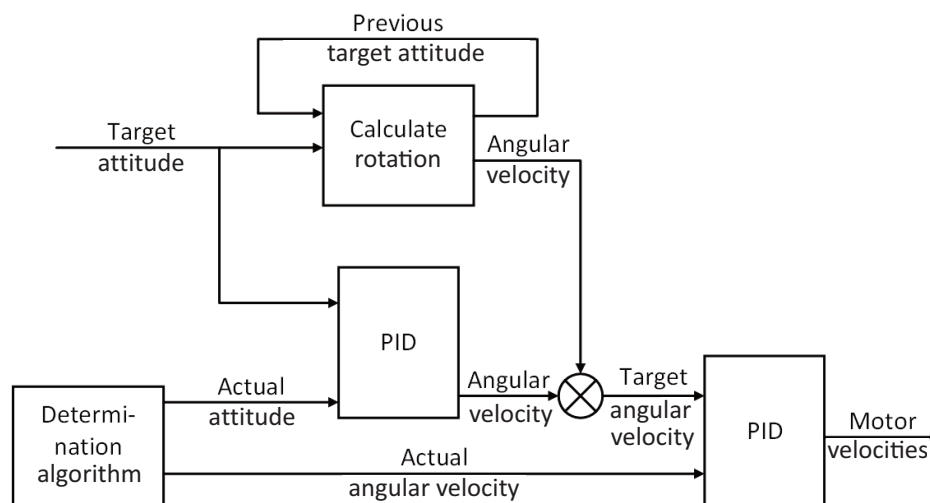 Previous
target attitude
Calculate
rotation
Target
attitude
Angular
velocity
PID
Actual
attitude
Angular
velocity
Target
angular
velocity
Determi-
nation
algorithm
Actual
angular velocity
PID
Motor
velocities